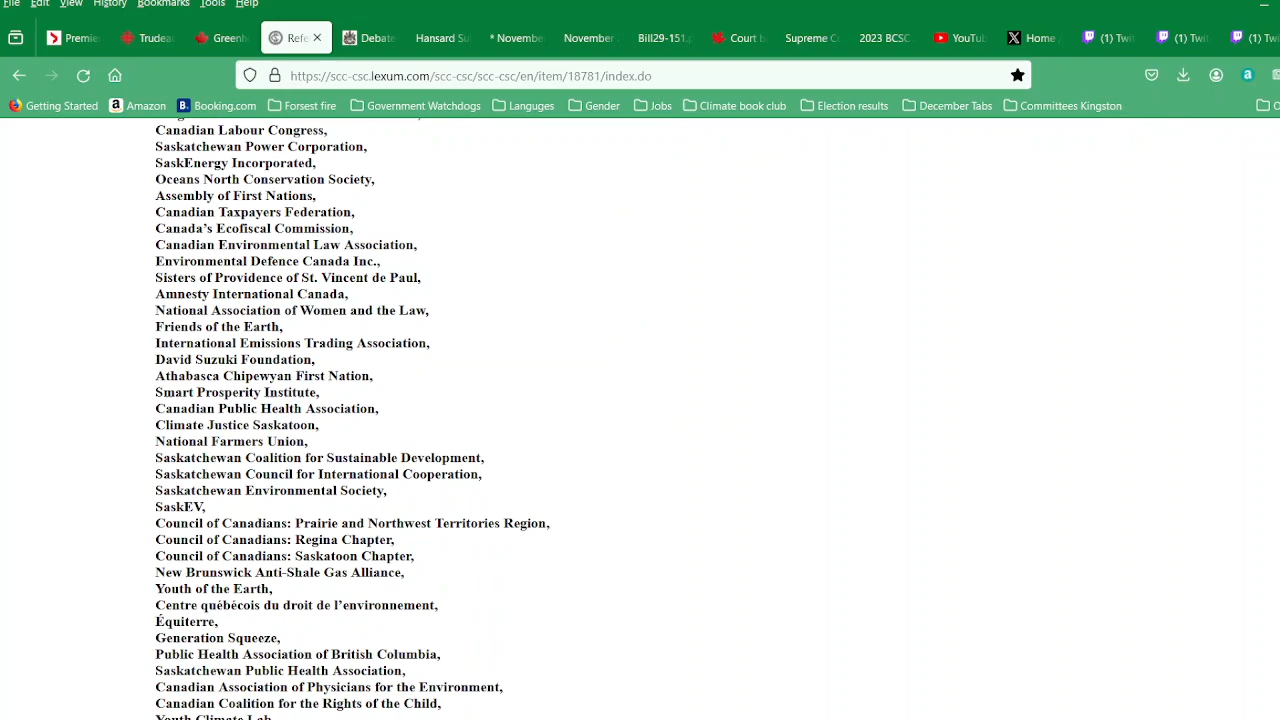 File Edit View History Bookmarks Tools Help
Premie Trudea Greenh Refe Debate Hansard Su * Novembe November Bill29-151.p Court b Supreme C 2023 BCSC YouTub Home / (1) Twit (1) Twit (1) Twi
https://scc-csc.lexum.com/scc-csc/scc-csc/en/item/18781/index.do
Getting Started Amazon Booking.com Forsest fire Government Watchdogs Languges Gender Jobs Climate book club Election results December Tabs Committees Kingston O
Canadian Labour Congress,
Saskatchewan Power Corporation,
SaskEnergy Incorporated,
Oceans North Conservation Society,
Assembly of First Nations,
Canadian Taxpayers Federation,
Canada’s Ecofiscal Commission,
Canadian Environmental Law Association,
Environmental Defence Canada Inc.,
Sisters of Providence of St. Vincent de Paul,
Amnesty International Canada,
National Association of Women and the Law,
Friends of the Earth,
International Emissions Trading Association,
David Suzuki Foundation,
Athabasca Chipewyan First Nation,
Smart Prosperity Institute,
Canadian Public Health Association,
Climate Justice Saskatoon,
National Farmers Union,
Saskatchewan Coalition for Sustainable Development,
Saskatchewan Council for International Cooperation,
Saskatchewan Environmental Society,
SaskEV,
Council of Canadians: Prairie and Northwest Territories Region,
Council of Canadians: Regina Chapter,
Council of Canadians: Saskatoon Chapter,
New Brunswick Anti-Shale Gas Alliance,
Youth of the Earth,
Centre québécois du droit de l’environnement,
Équiterre,
Generation Squeeze,
Public Health Association of British Columbia,
Saskatchewan Public Health Association,
Canadian Association of Physicians for the Environment,
Canadian Coalition for the Rights of the Child,
Youth Climate Lab